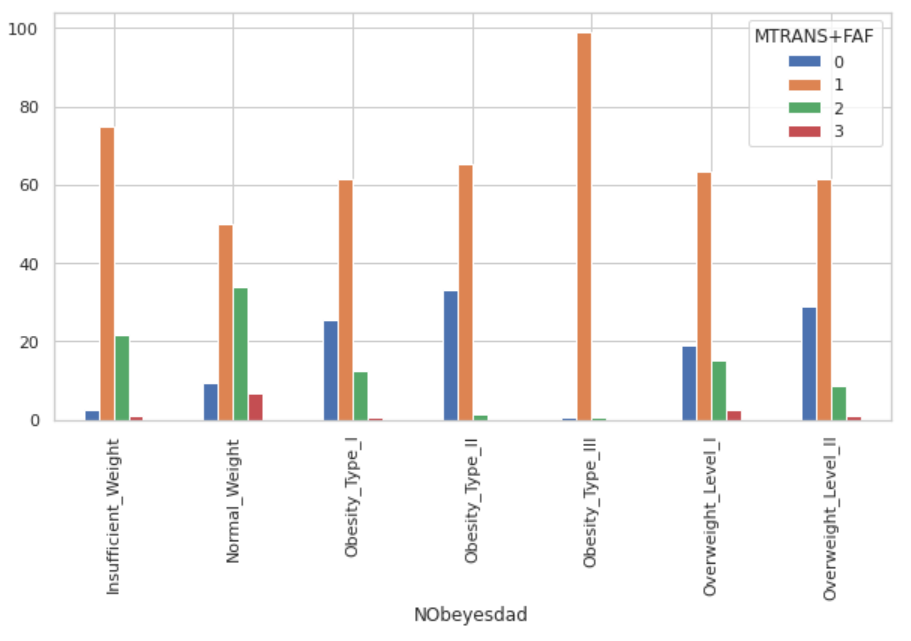 100
80
60
40
20
0
MTRANS+FAF
0
1
2
3
Insufficient_Weight
Normal_Weight
Obesity_Type_I
Obesity_Type_II
Obesity_Type_III
Overweight_Level_I
Overweight_Level_II
NObeyesdad